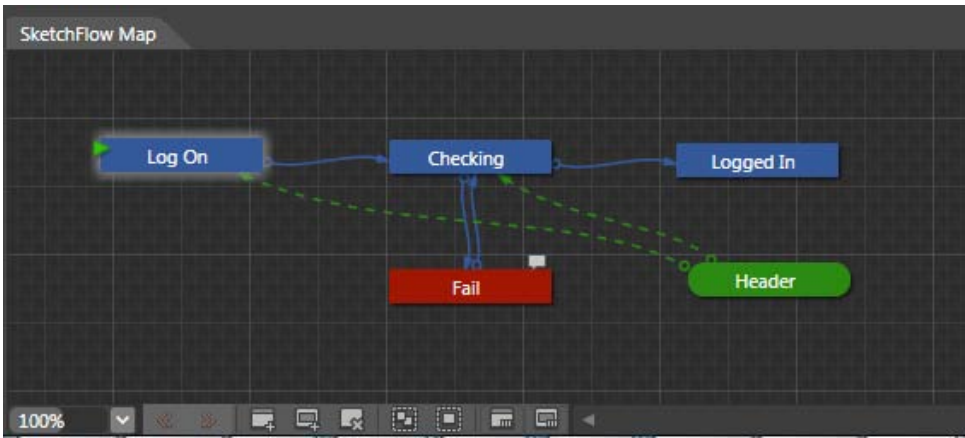 SketchFlow Map
Log On
Checking
Logged In
Fail
Header
100%